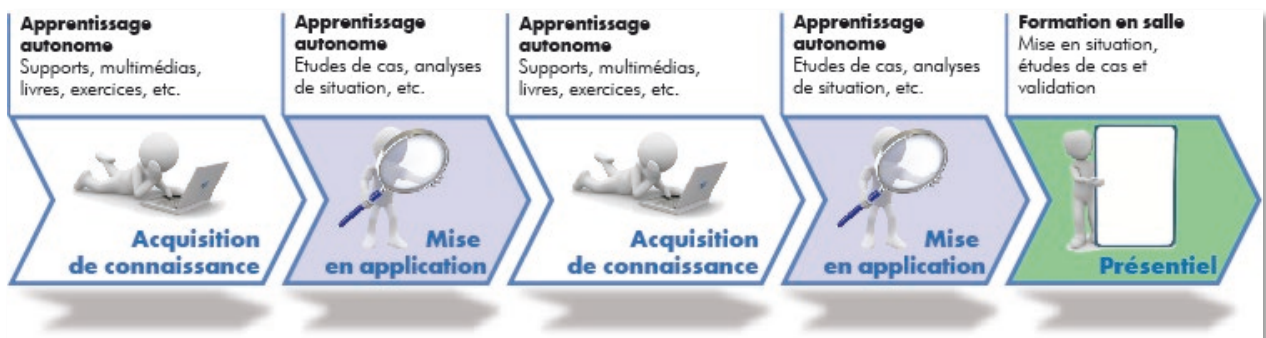 Apprentissage
autonome
Supports, multimédias,
livres, exercices, etc.
Acquisition
de connaissance
Apprentissage
autonome
Etudes de cas, analyses
de situation, etc.
Mise
en application
Apprentissage
autonome
Supports, multimédias,
livres, exercices, etc.
Acquisition
de connaissance
Apprentissage
autonome
Etudes de cas, analyses
de situation, etc.
Mise
en application
Formation en salle
Mise en situation,
études de cas et
validation
Présentiel